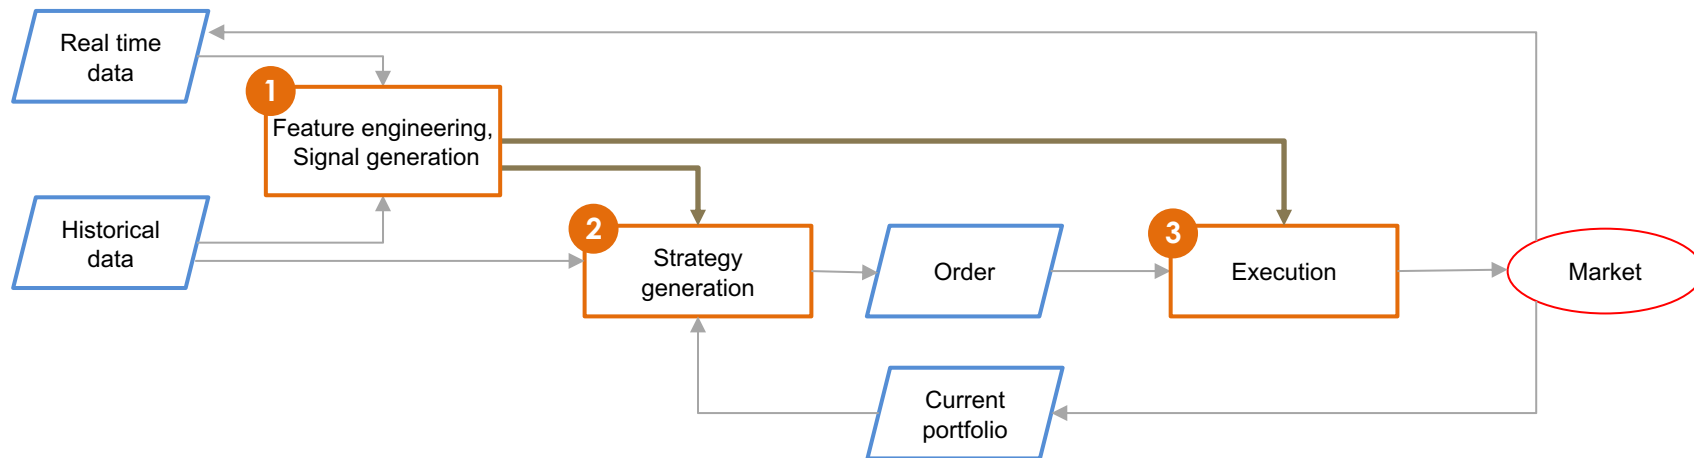 Real time
data
1
Feature engineering,
Signal generation
Historical
data
2
Strategy
generation
Order
3
Execution
Market
Current
portfolio